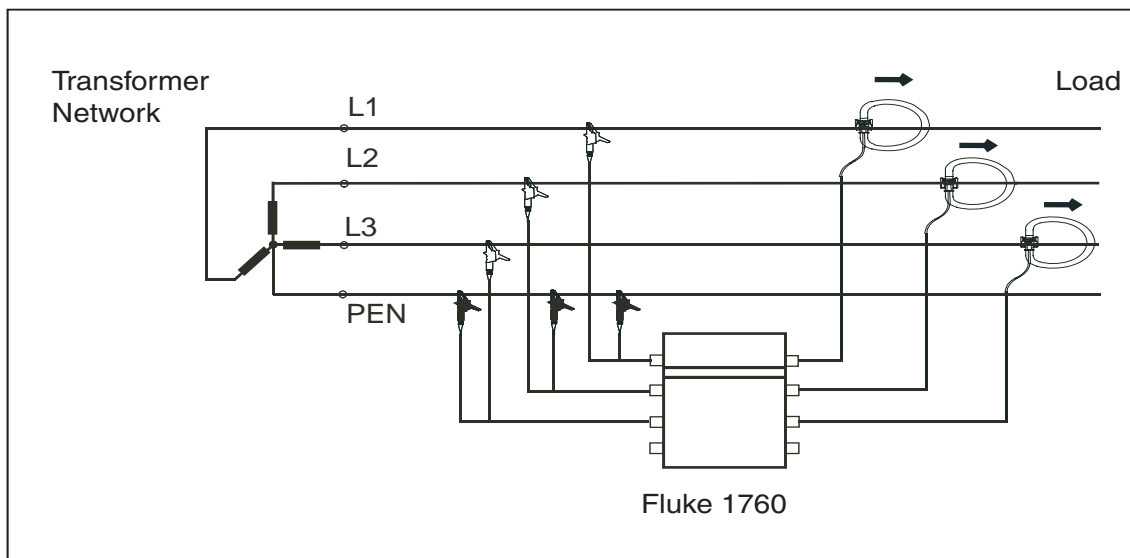 Transformer
Network
Load
L1
L2
L3
PEN
Fluke 1760